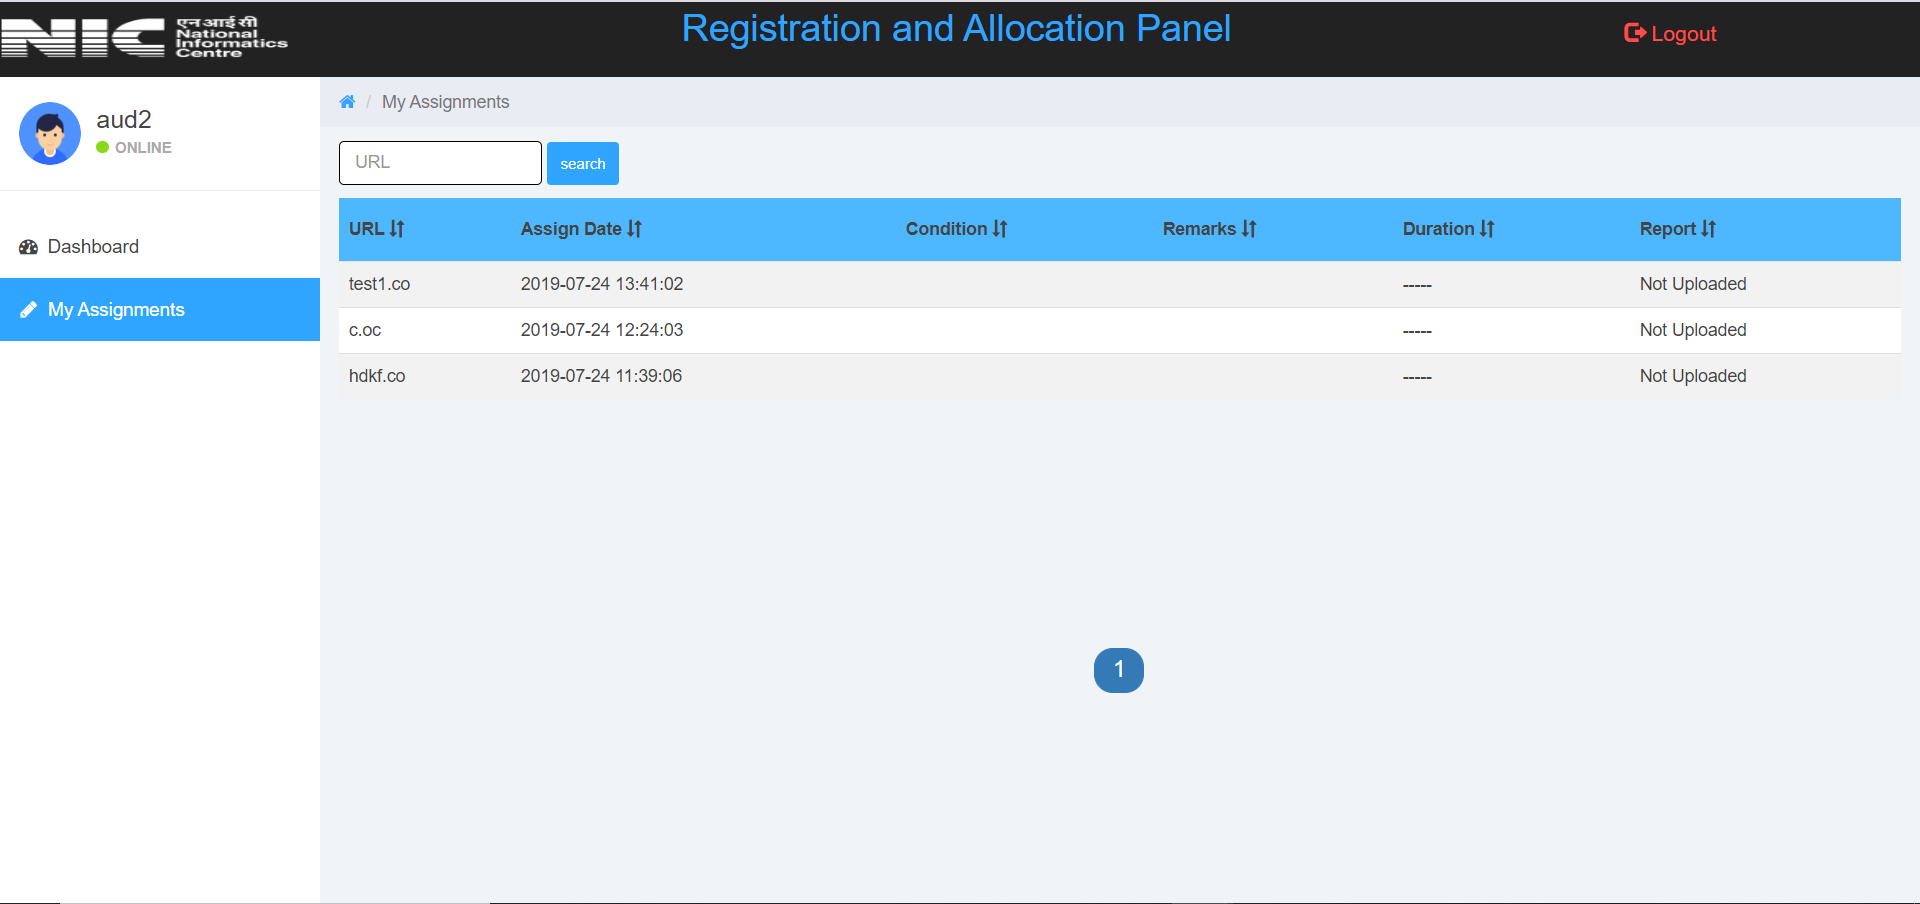 NIC
एन आई सी
National
Informatics
Centre
Registration and Allocation Panel
Logout
aud2
ONLINE
Dashboard
My Assignments
/ My Assignments
URL search
URL Assign Date Condition Remarks Duration Report
test1.co 2019-07-24 13:41:02 ----- Not Uploaded
c.oc 2019-07-24 12:24:03 ----- Not Uploaded
hdkf.co 2019-07-24 11:39:06 ----- Not Uploaded
1